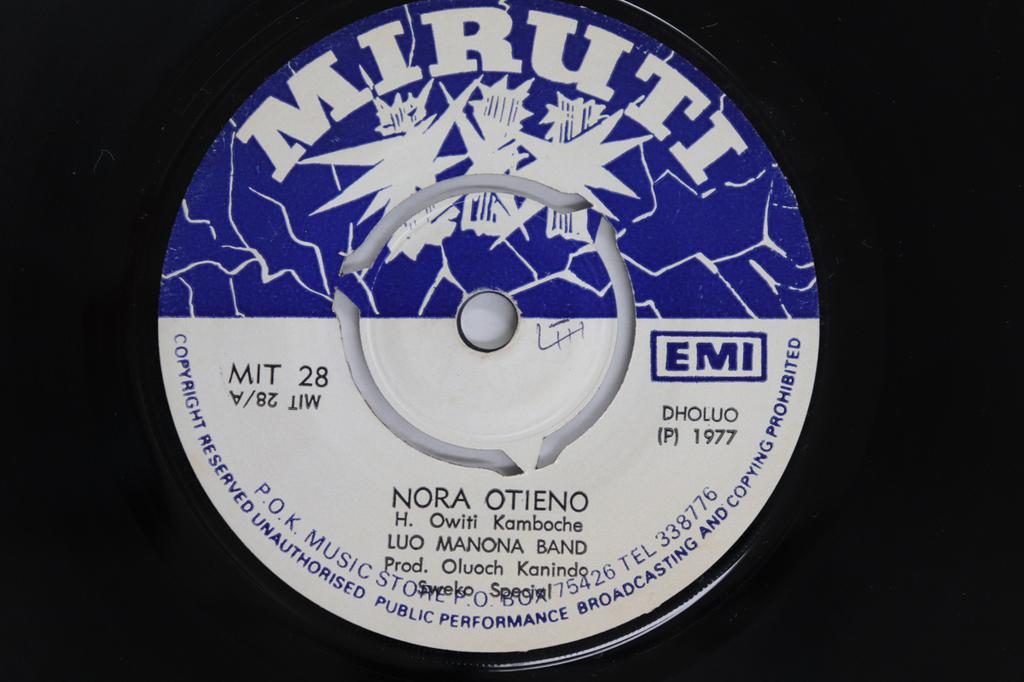 MIRUTI
EMI
MIT 28
MIT 28/A
DHOLUO
(P) 1977
NORA OTIENO
H. Owiti Kamboche
LUO MANONA BAND
Prod. Oluoch Kanindo
Sweko Special
P.O.K. MUSIC STORE P.O. BOX 75426 TEL 338776
COPYRIGHT RESERVED UNAUTHORISED PUBLIC PERFORMANCE BROADCASTING AND COPYING PROHIBITED